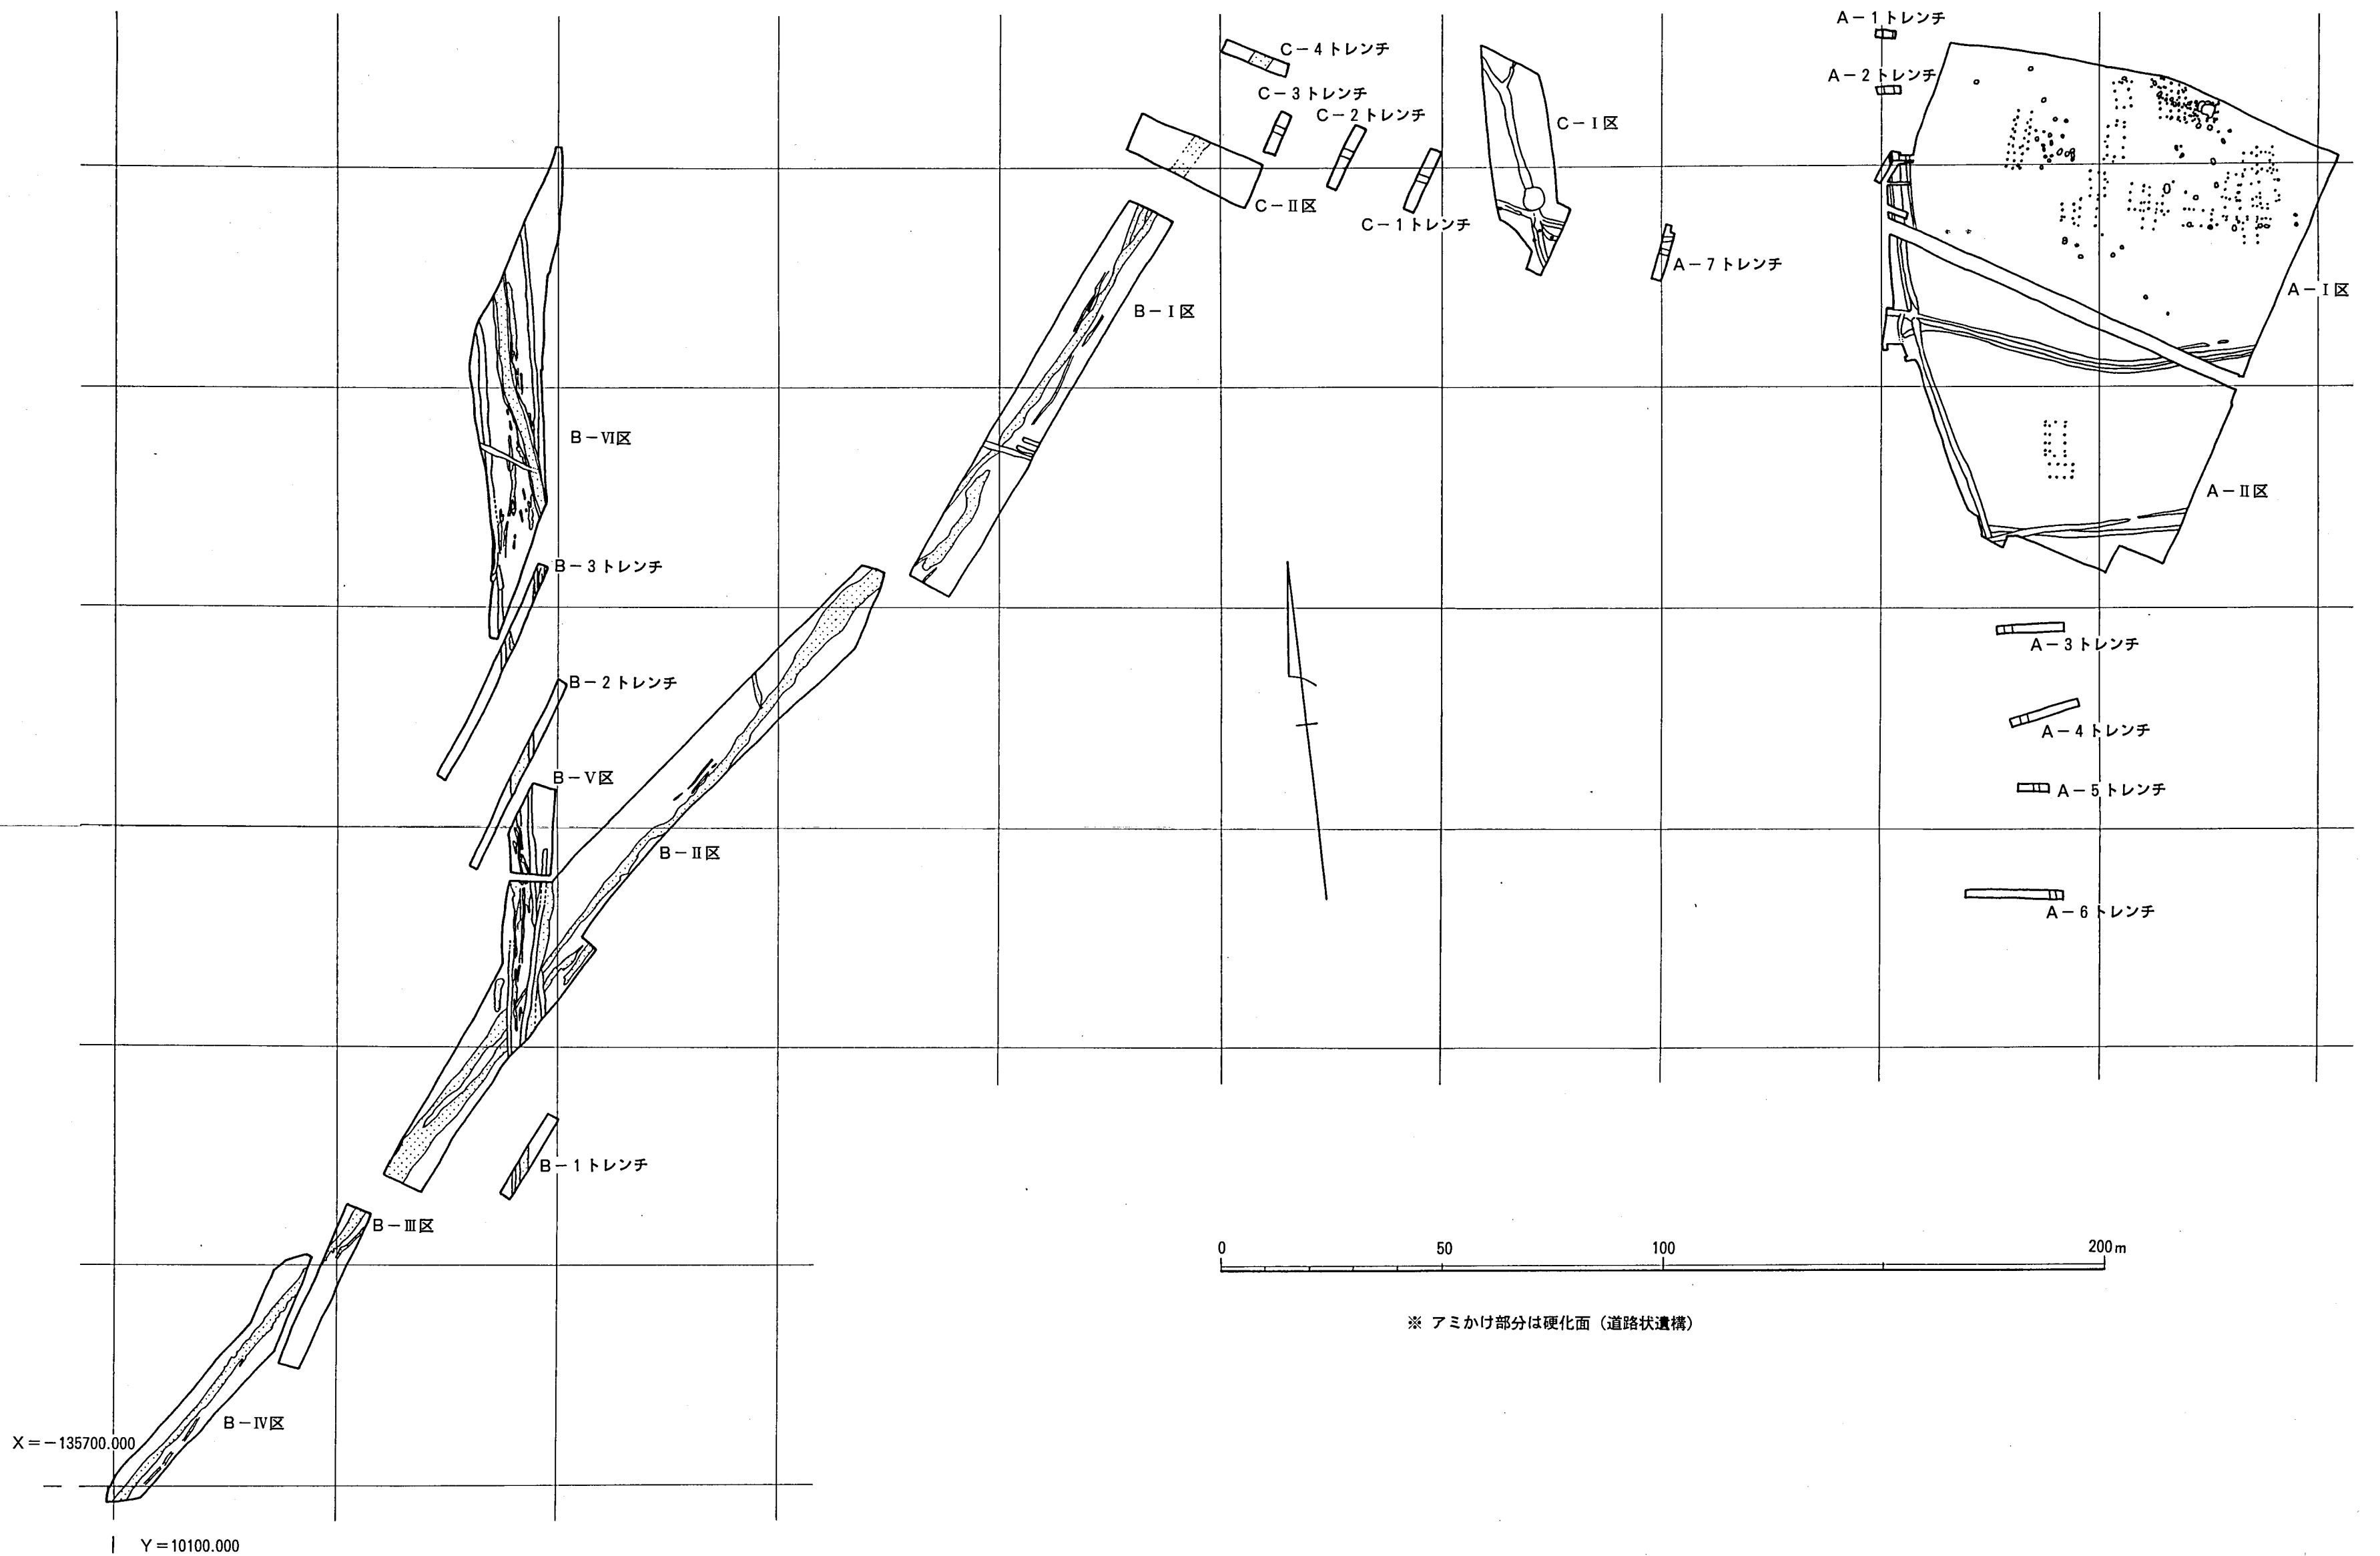 A－1トレンチ
C－4トレンチ
A－2トレンチ
C－3トレンチ
C－2トレンチ
C－Ⅰ区
C－Ⅱ区
C－1トレンチ
A－7トレンチ
A－Ⅰ区
B－Ⅰ区
B－Ⅵ区
A－Ⅱ区
B－3トレンチ
A－3トレンチ
B－2トレンチ
A－4トレンチ
B－Ⅴ区
A－5トレンチ
B－Ⅱ区
A－6トレンチ
B－1トレンチ
B－Ⅲ区
0 50 100 200m
※ アミかけ部分は硬化面（道路状遺構）
B－Ⅳ区
X＝－135700.000
Y＝10100.000